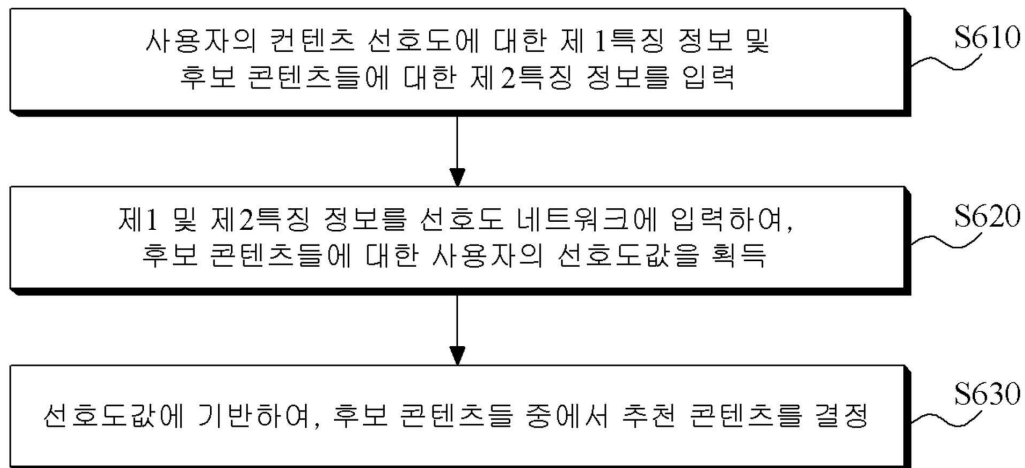 사용자의 컨텐츠 선호도에 대한 제1특징 정보 및
후보 콘텐츠들에 대한 제2특징 정보를 입력
S610
제1 및 제2특징 정보를 선호도 네트워크에 입력하여,
후보 콘텐츠들에 대한 사용자의 선호도값을 획득
S620
선호도값에 기반하여, 후보 콘텐츠들 중에서 추천 콘텐츠를 결정
S630